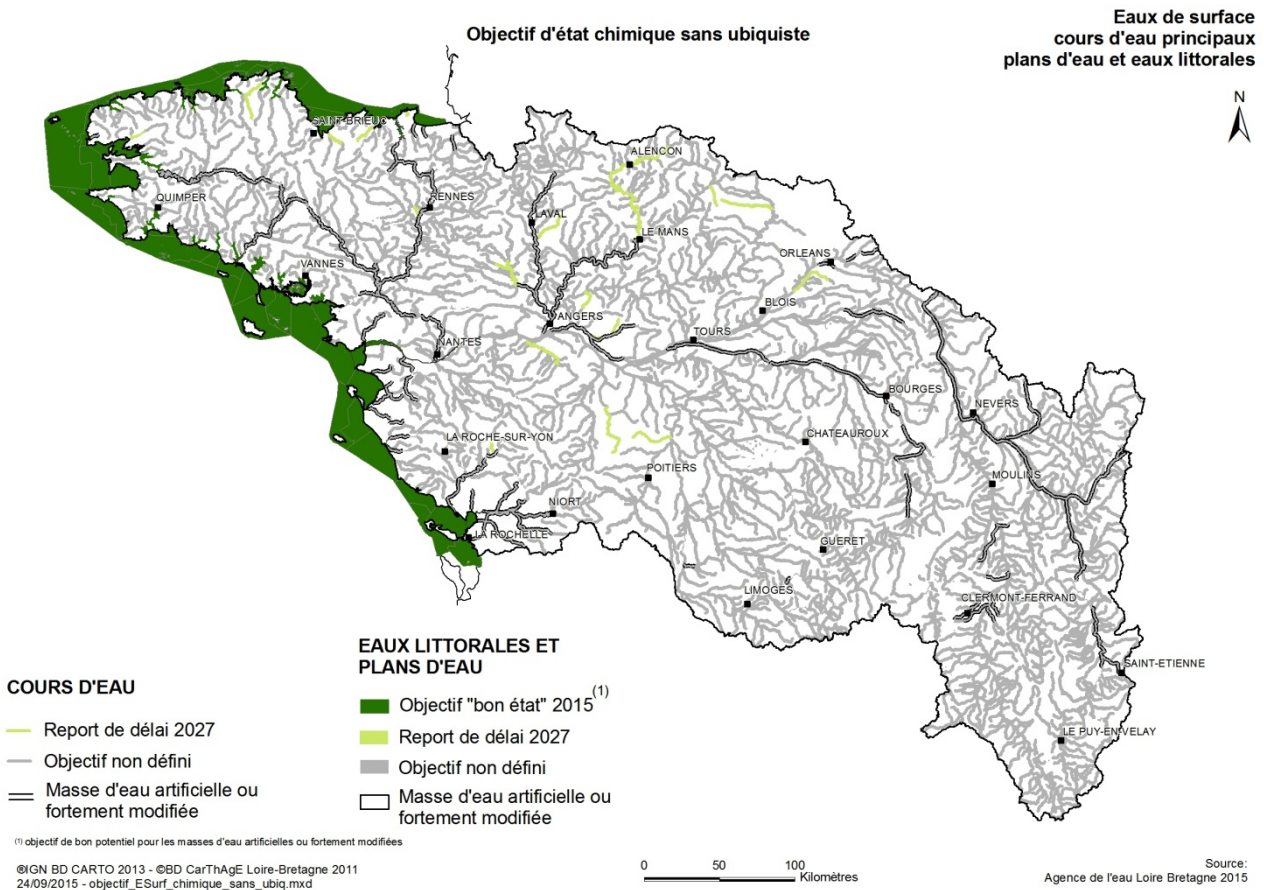 Objectif d'état chimique sans ubiquiste
Eaux de surface
cours d'eau principaux
plans d'eau et eaux littorales
N
SAINT-BRIEUC
ALENCON
QUIMPER
RENNES
LAVAL
LE MANS
ORLEANS
VANNES
BLOIS
ANGERS
TOURS
NANTES
BOURGES
NEVERS
LA ROCHE-SUR-YON
CHATEAUROUX
POITIERS
MOULINS
NIORT
LA ROCHELLE
GUERET
LIMOGES
CLERMONT-FERRAND
SAINT-ETIENNE
LE PUY-EN-VELAY
COURS D'EAU
Report de délai 2027
Objectif non défini
Masse d'eau artificielle ou
fortement modifiée
EAUX LITTORALES ET
PLANS D'EAU
Objectif "bon état" 2015(1)
Report de délai 2027
Objectif non défini
Masse d'eau artificielle ou
fortement modifiée
(1) objectif de bon potentiel pour les masses d'eau artificielles ou fortement modifiées
®IGN BD CARTO 2013 - ©BD CarThAgE Loire-Bretagne 2011
24/09/2015 - objectif_ESurf_chimique_sans_ubiq.mxd
0 50 100
Kilomètres
Source:
Agence de l'eau Loire Bretagne 2015